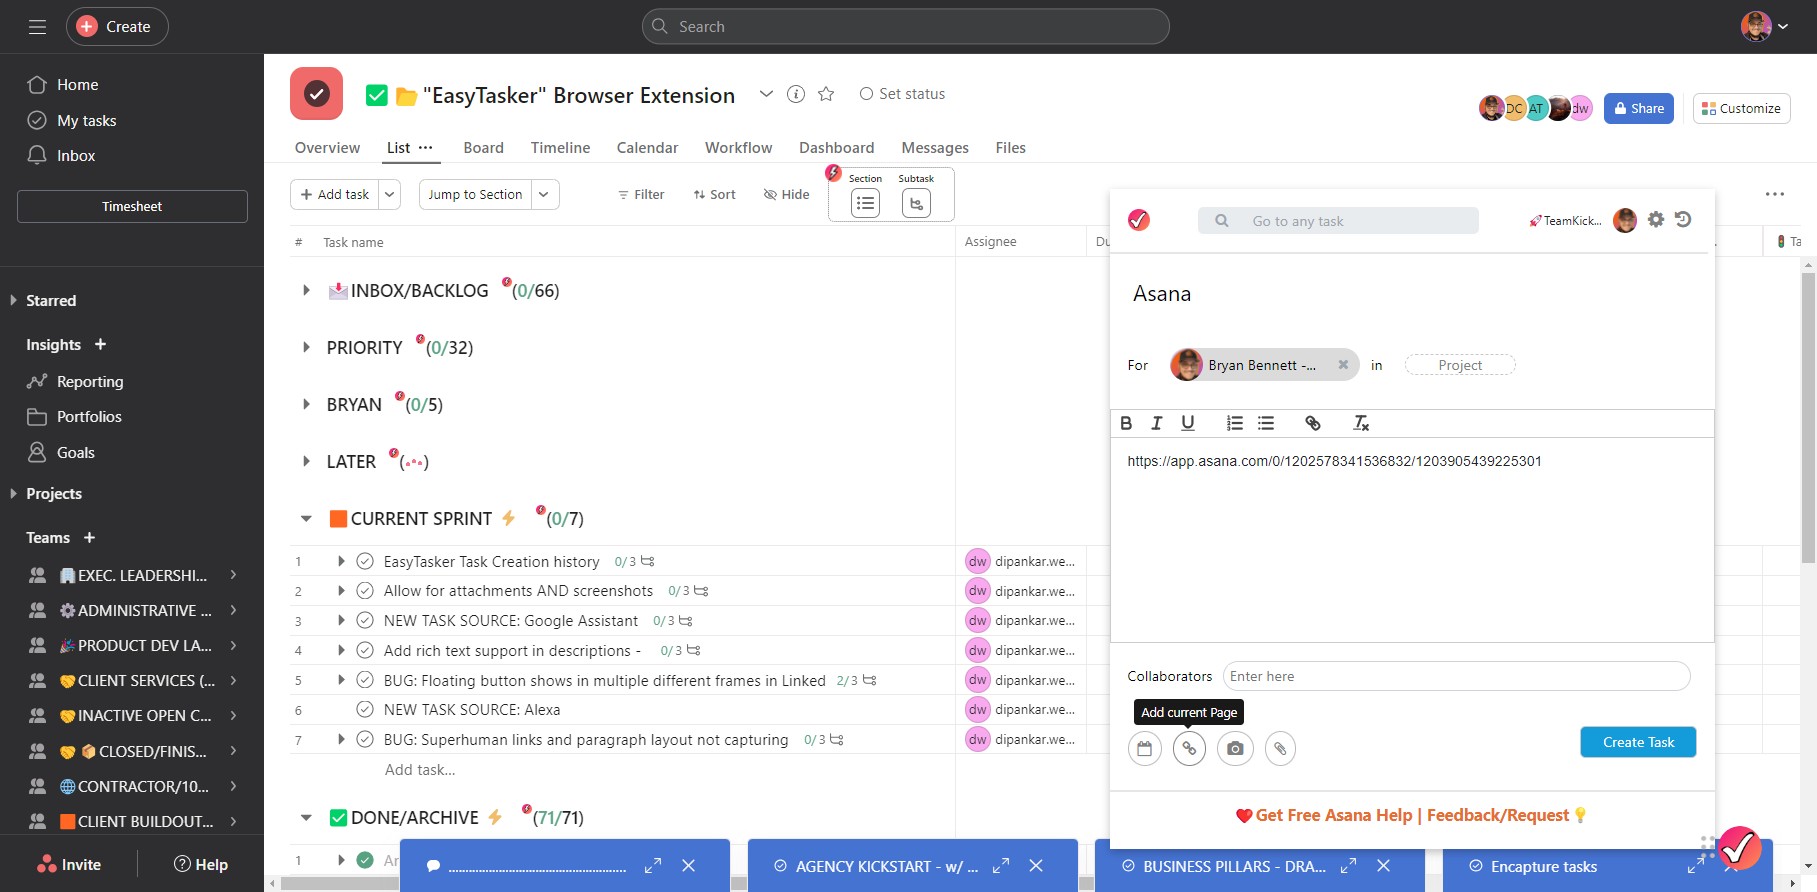 Create
Search
Home
My tasks
Inbox
Timesheet
Starred
Insights +
Reporting
Portfolios
Goals
Projects
Teams +
EXEC. LEADERSHI...
ADMINISTRATIVE ...
PRODUCT DEV LA...
CLIENT SERVICES (...
INACTIVE OPEN C...
CLOSED/FINIS...
CONTRACTOR/10...
CLIENT BUILDOUT...
Invite
Help
"EasyTasker" Browser Extension
Set status
DC AT dw
Share
Customize
Overview List ... Board Timeline Calendar Workflow Dashboard Messages Files
+ Add task
Jump to Section
Filter Sort Hide
Section Subtask
# Task name Assignee Du Ta
INBOX/BACKLOG (0/66)
PRIORITY (0/32)
BRYAN (0/5)
LATER (...)
CURRENT SPRINT (0/7)
1 EasyTasker Task Creation history 0/3 dw dipankar.we...
2 Allow for attachments AND screenshots 0/3 dw dipankar.we...
3 NEW TASK SOURCE: Google Assistant 0/3 dw dipankar.we...
4 Add rich text support in descriptions - 0/3 dw dipankar.we...
5 BUG: Floating button shows in multiple different frames in Linked 2/3 dw dipankar.we...
6 NEW TASK SOURCE: Alexa dw dipankar.we...
7 BUG: Superhuman links and paragraph layout not capturing 0/3 dw dipankar.we...
Add task...
DONE/ARCHIVE (71/71)
1 Ar
Go to any task
TeamKick...
Asana
For Bryan Bennett -... in Project
B I U
https://app.asana.com/0/1202578341536832/1203905439225301
Collaborators Enter here
Add current Page
Create Task
Get Free Asana Help | Feedback/Request
AGENCY KICKSTART - w/ ...
BUSINESS PILLARS - DRA...
Encapture tasks